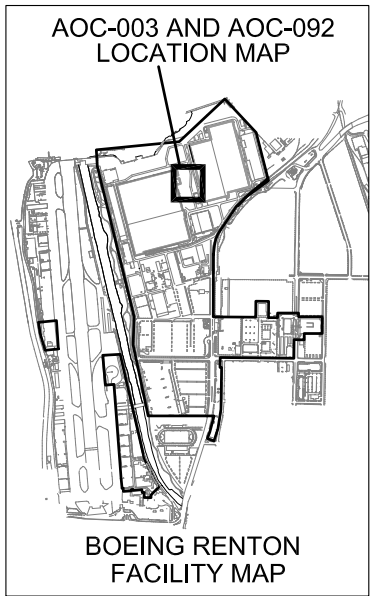 AOC-003 AND AOC-092
LOCATION MAP
BOEING RENTON
FACILITY MAP